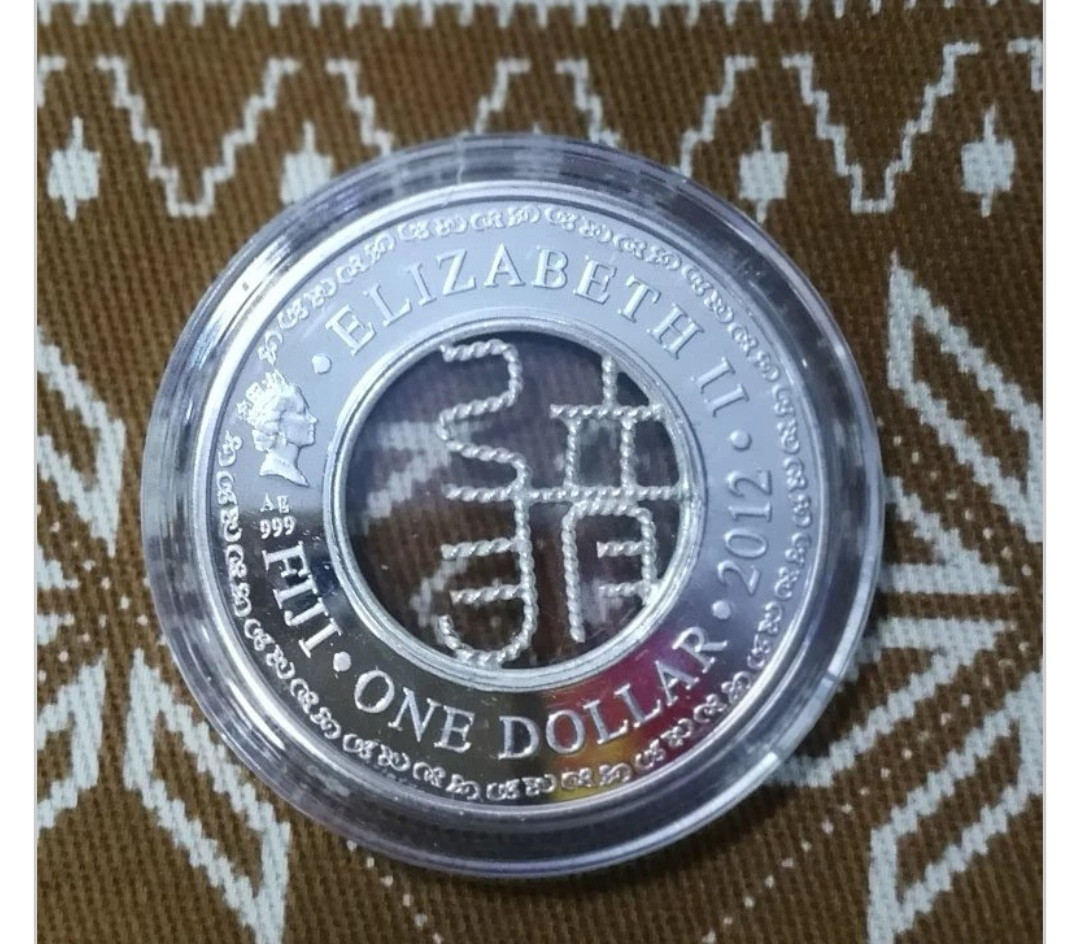 • ELIZABETH II • 2012 •
Ag
999
FIJI • ONE DOLLAR